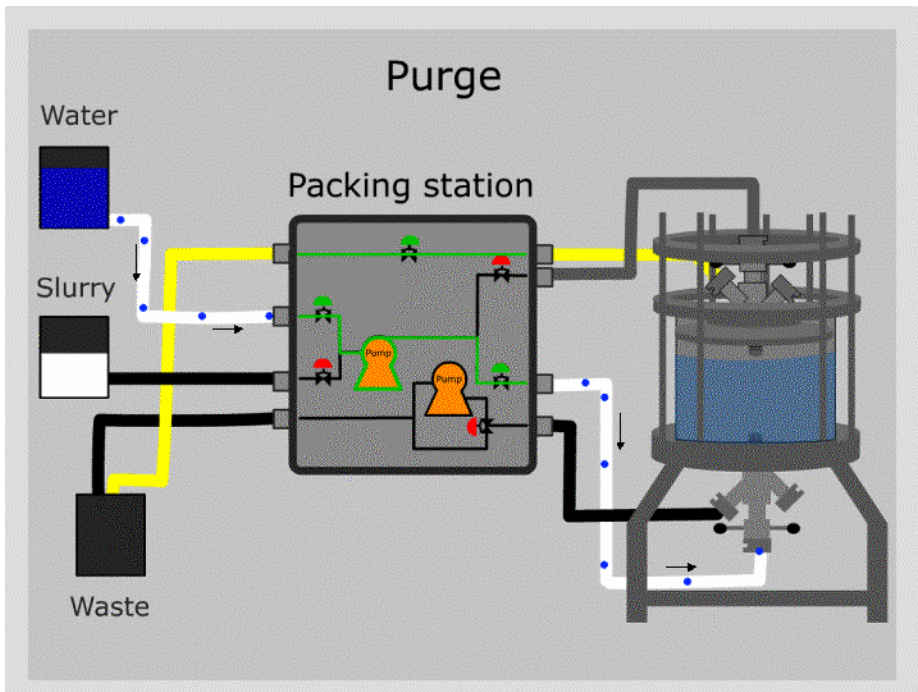 Purge
Water
Packing station
Slurry
Pump
Pump
Waste